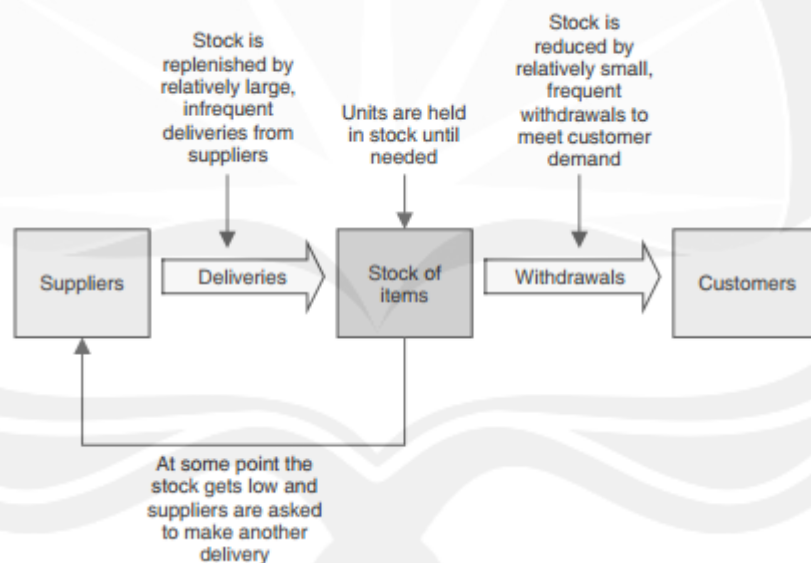 Stock is
replenished by
relatively large,
infrequent
deliveries from
suppliers
Units are held
in stock until
needed
Stock is
reduced by
relatively small,
frequent
withdrawals to
meet customer
demand
Suppliers
Deliveries
Stock of
items
Withdrawals
Customers
At some point the
stock gets low and
suppliers are asked
to make another
delivery